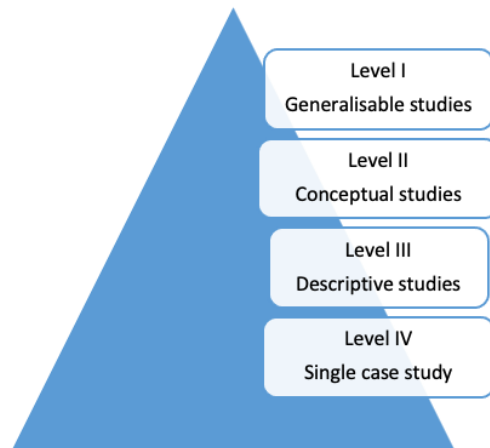 Level I
Generalisable studies
Level II
Conceptual studies
Level III
Descriptive studies
Level IV
Single case study